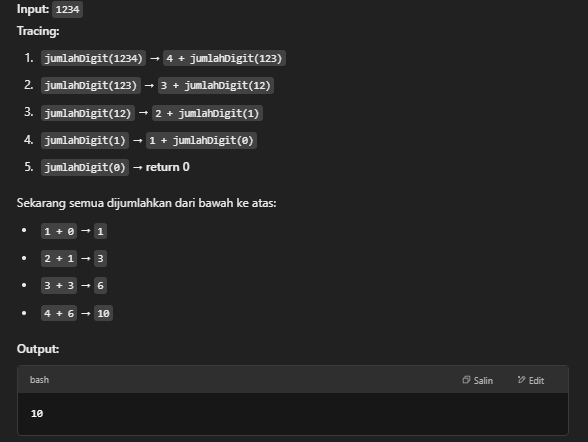 Input: 1234
Tracing:
1. jumlahDigit(1234) → 4 + jumlahDigit(123)
2. jumlahDigit(123) → 3 + jumlahDigit(12)
3. jumlahDigit(12) → 2 + jumlahDigit(1)
4. jumlahDigit(1) → 1 + jumlahDigit(0)
5. jumlahDigit(0) → return 0
Sekarang semua dijumlahkan dari bawah ke atas:
• 1 + 0 → 1
• 2 + 1 → 3
• 3 + 3 → 6
• 4 + 6 → 10
Output:
bash Salin Edit
10